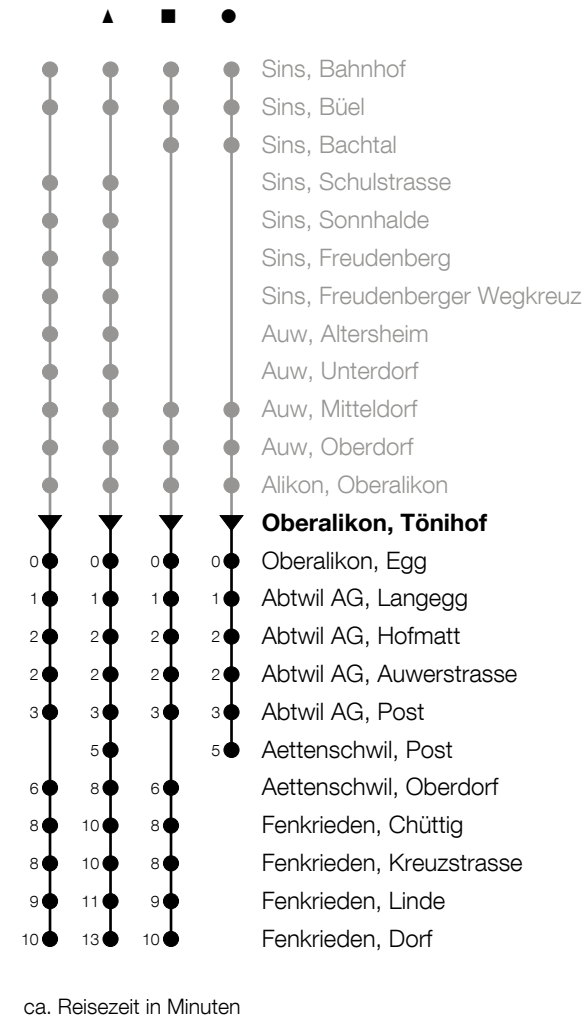 ▲ ■ ●
Sins, Bahnhof
Sins, Büel
Sins, Bachtal
Sins, Schulstrasse
Sins, Sonnhalde
Sins, Freudenberg
Sins, Freudenberger Wegkreuz
Auw, Altersheim
Auw, Unterdorf
Auw, Mitteldorf
Auw, Oberdorf
Alikon, Oberalikon
Oberalikon, Tönihof
0 0 0 0 Oberalikon, Egg
1 1 1 1 Abtwil AG, Langegg
2 2 2 2 Abtwil AG, Hofmatt
2 2 2 2 Abtwil AG, Auwerstrasse
3 3 3 3 Abtwil AG, Post
5 5 Aettenschwil, Post
6 8 6 Aettenschwil, Oberdorf
8 10 8 Fenkrieden, Chüttig
8 10 8 Fenkrieden, Kreuzstrasse
9 11 9 Fenkrieden, Linde
10 13 10 Fenkrieden, Dorf
ca. Reisezeit in Minuten